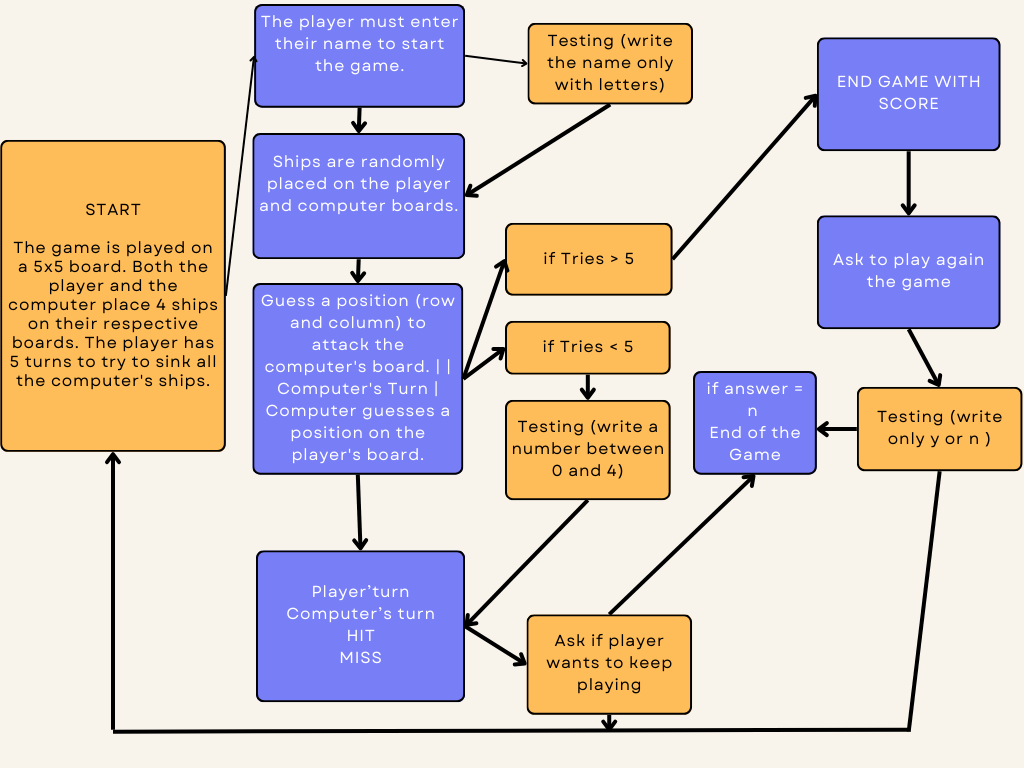 The player must enter
their name to start
the game.
Testing (write
the name only
with letters)
END GAME WITH
SCORE
START
The game is played on
a 5x5 board. Both the
player and the
computer place 4 ships
on their respective
boards. The player has
5 turns to try to sink all
the computer's ships.
Ships are randomly
placed on the player
and computer boards.
if Tries > 5
Ask to play again
the game
Guess a position (row
and column) to
attack the
computer's board. | |
Computer's Turn |
Computer guesses a
position on the
player's board.
if Tries < 5
Testing (write a
number between
0 and 4)
if answer =
n
End of the
Game
Testing (write
only y or n )
Player’turn
Computer’s turn
HIT
MISS
Ask if player
wants to keep
playing